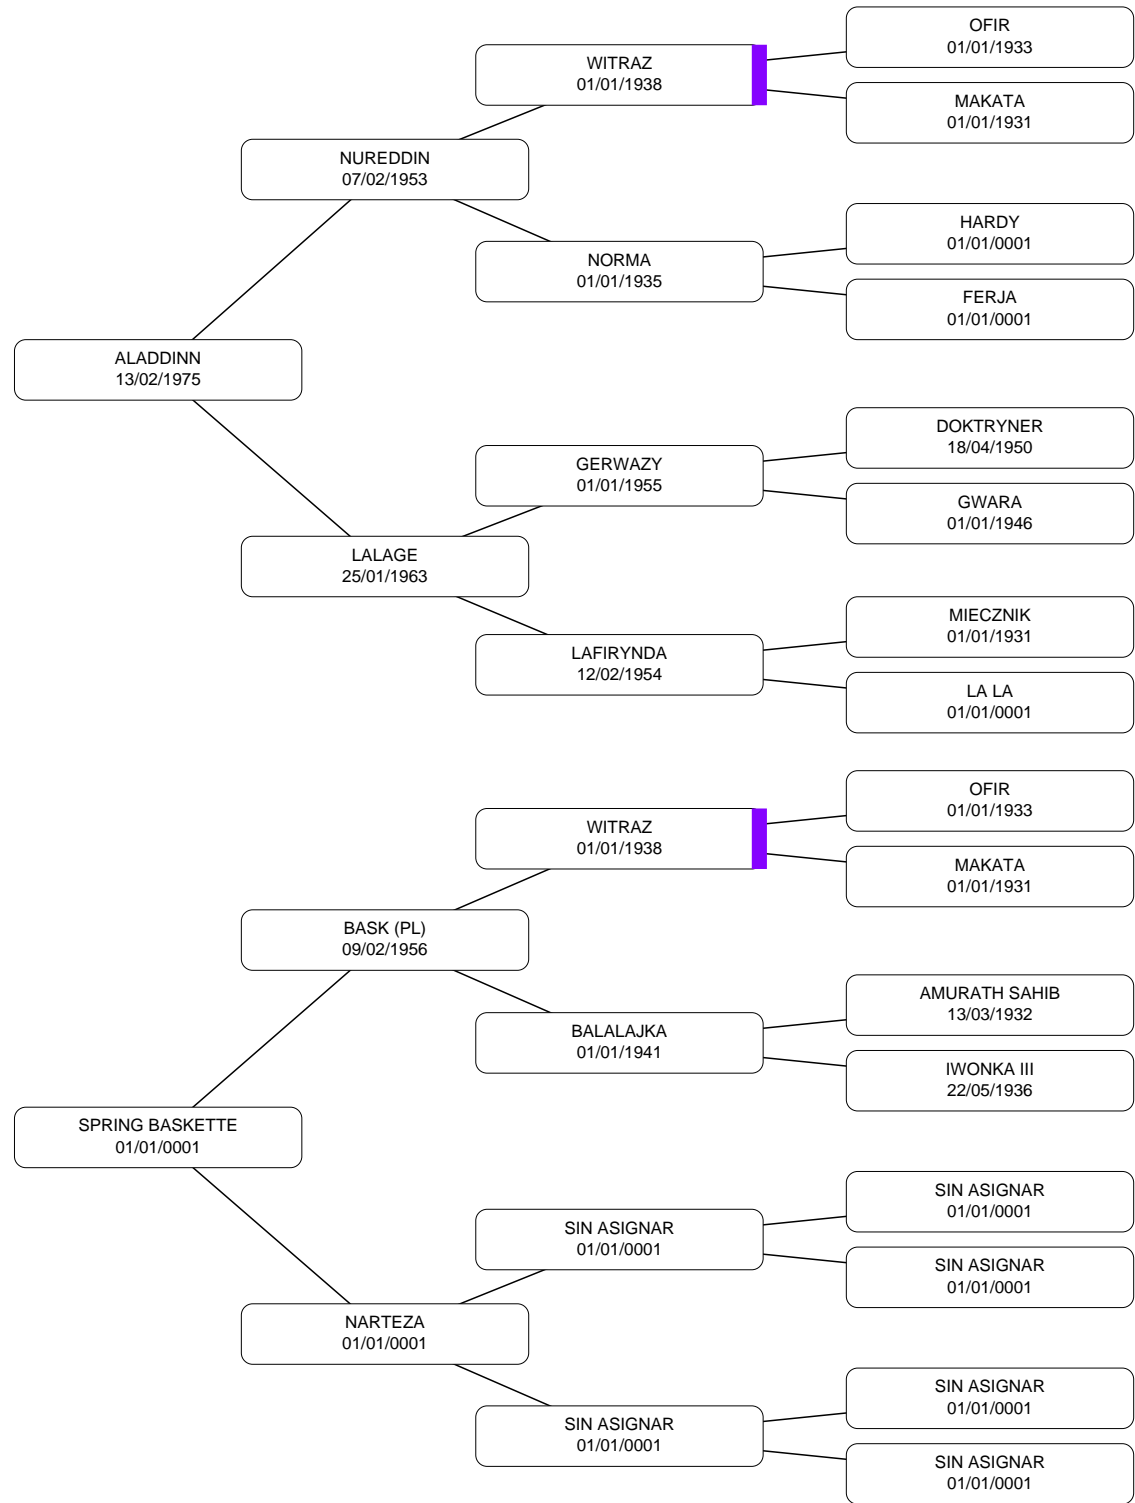 OFIR
01/01/1933
WITRAZ
01/01/1938
MAKATA
01/01/1931
NUREDDIN
07/02/1953
HARDY
01/01/0001
NORMA
01/01/1935
FERJA
01/01/0001
ALADDINN
13/02/1975
DOKTRYNER
18/04/1950
GERWAZY
01/01/1955
GWARA
01/01/1946
LALAGE
25/01/1963
MIECZNIK
01/01/1931
LAFIRYNDA
12/02/1954
LA LA
01/01/0001
OFIR
01/01/1933
WITRAZ
01/01/1938
MAKATA
01/01/1931
BASK (PL)
09/02/1956
AMURATH SAHIB
13/03/1932
BALALAJKA
01/01/1941
IWONKA III
22/05/1936
SPRING BASKETTE
01/01/0001
SIN ASIGNAR
01/01/0001
SIN ASIGNAR
01/01/0001
SIN ASIGNAR
01/01/0001
NARTEZA
01/01/0001
SIN ASIGNAR
01/01/0001
SIN ASIGNAR
01/01/0001
SIN ASIGNAR
01/01/0001